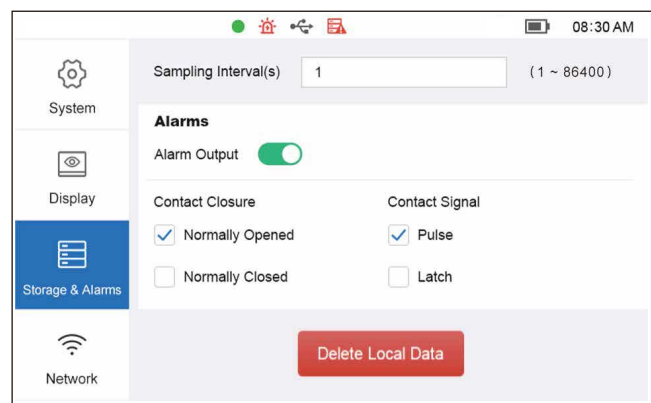 08:30 AM
System
Sampling Interval(s) 1 (1 ~ 86400)
Alarms
Alarm Output
Display
Contact Closure Contact Signal
Normally Opened Pulse
Storage & Alarms
Normally Closed Latch
Network
Delete Local Data